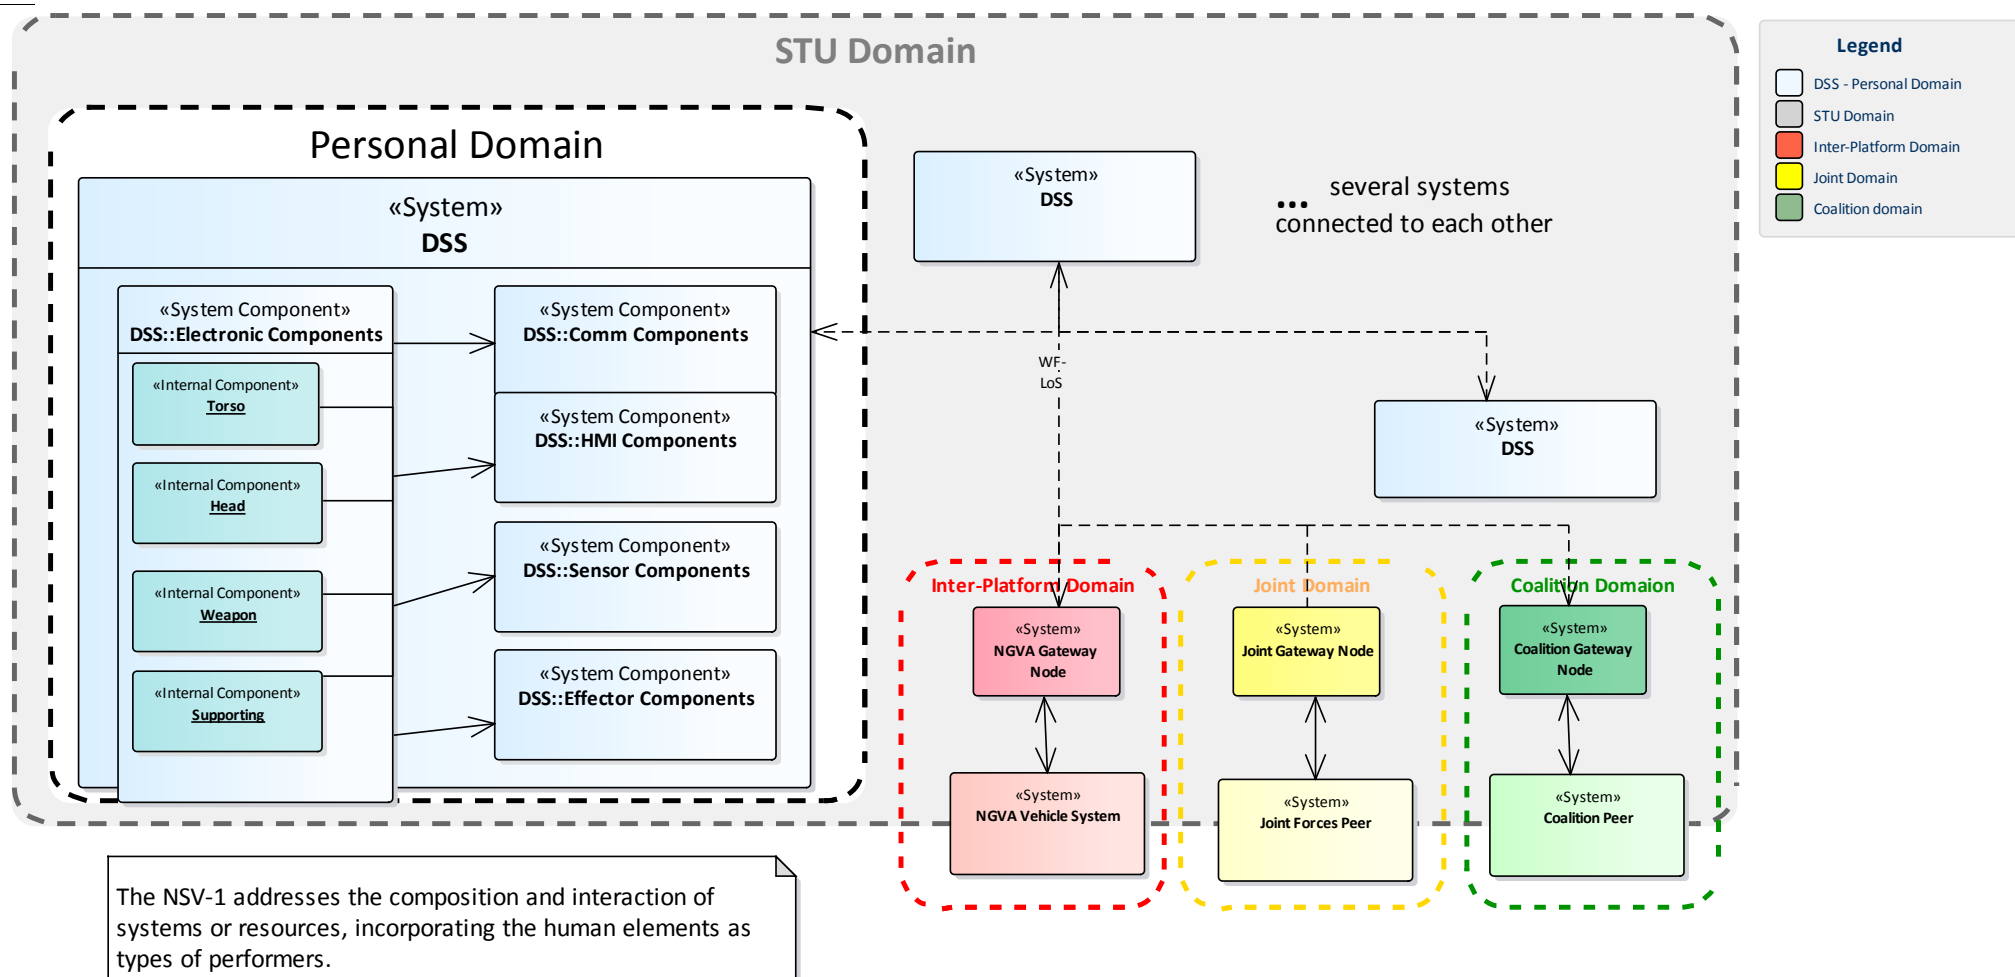 STU Domain
Personal Domain
«System»
DSS
«System Component»
DSS::Electronic Components
«Internal Component»
Torso
«Internal Component»
Head
«Internal Component»
Weapon
«Internal Component»
Supporting
«System Component»
DSS::Comm Components
«System Component»
DSS::HMI Components
«System Component»
DSS::Sensor Components
«System Component»
DSS::Effector Components
«System»
DSS
... several systems
connected to each other
WF-
LoS
«System»
DSS
Inter-Platform Domain
«System»
NGVA Gateway
Node
«System»
NGVA Vehicle System
Joint Domain
«System»
Joint Gateway Node
«System»
Joint Forces Peer
Coalition Domaion
«System»
Coalition Gateway
Node
«System»
Coalition Peer
Legend
DSS - Personal Domain
STU Domain
Inter-Platform Domain
Joint Domain
Coalition domain
The NSV-1 addresses the composition and interaction of
systems or resources, incorporating the human elements as
types of performers.